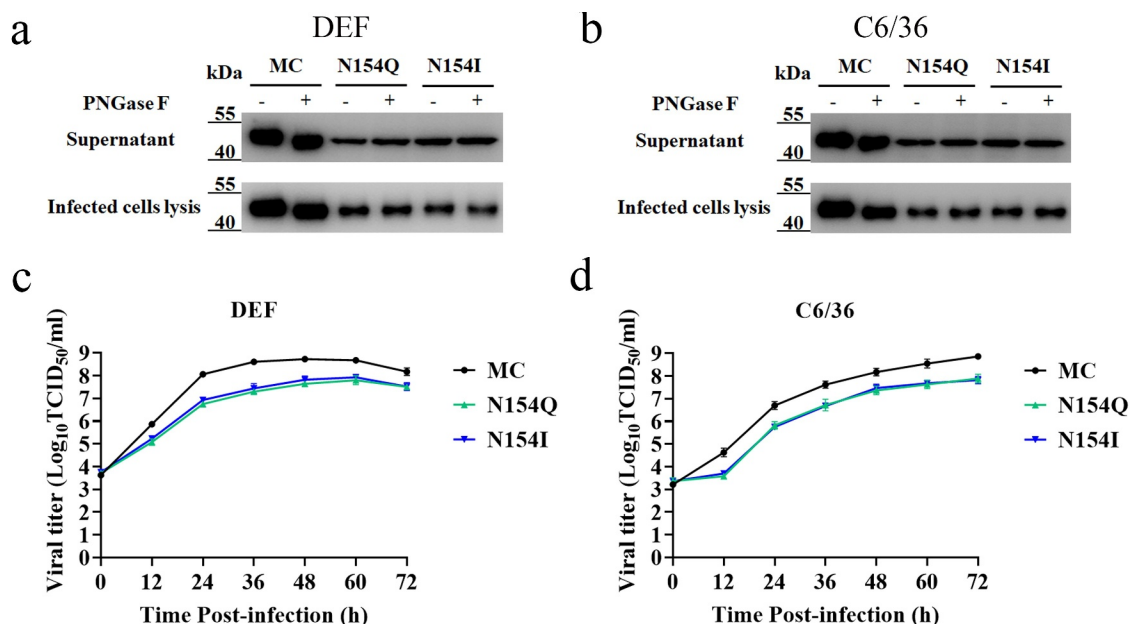 a
DEF
kDa
MC N154Q N154I
PNGase F - + - + - +
55
Supernatant
40
55
Infected cells lysis
40
b
C6/36
kDa
MC N154Q N154I
PNGase F - + - + - +
55
Supernatant
40
55
Infected cells lysis
40
c
DEF
Viral titer (Log10TCID50/ml)
9
8
7
6
5
4
3
2
1
0
0 12 24 36 48 60 72
Time Post-infection (h)
MC
N154Q
N154I
d
C6/36
Viral titer (Log10TCID50/ml)
9
8
7
6
5
4
3
2
1
0
0 12 24 36 48 60 72
Time Post-infection (h)
MC
N154Q
N154I